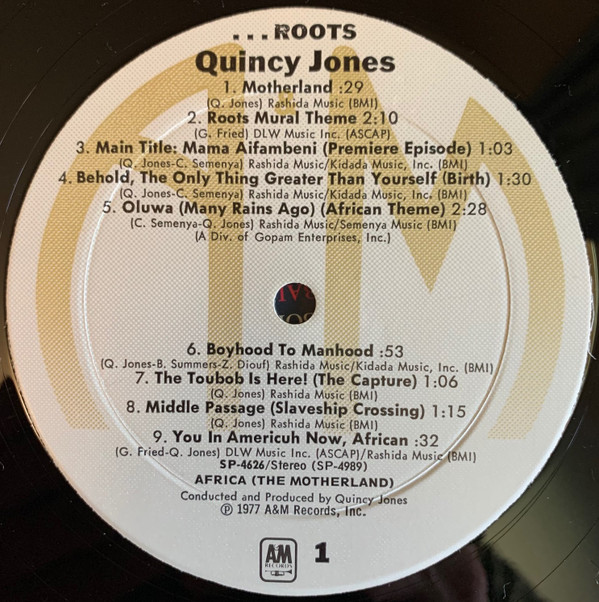 ...ROOTS
Quincy Jones
1. Motherland :29
(Q. Jones) Rashida Music (BMI)
2. Roots Mural Theme 2:10
(G. Fried) DLW Music Inc. (ASCAP)
3. Main Title: Mama Aifambeni (Premiere Episode) 1:03
(Q. Jones-C. Semenya) Rashida Music/Kidada Music, Inc. (BMI)
4. Behold, The Only Thing Greater Than Yourself (Birth) 1:30
(Q. Jones-C. Semenya) Rashida Music/Kidada Music, Inc. (BMI)
5. Oluwa (Many Rains Ago) (African Theme) 2:28
(C. Semenya-Q. Jones) Rashida Music/Semenya Music (BMI)
(A Div. of Gopam Enterprises, Inc.)
6. Boyhood To Manhood :53
(Q. Jones-B. Summers-Z. Diouf) Rashida Music/Kidada Music, Inc. (BMI)
7. The Toubob Is Here! (The Capture) 1:06
(Q. Jones) Rashida Music (BMI)
8. Middle Passage (Slaveship Crossing) 1:15
(Q. Jones) Rashida Music (BMI)
9. You In Americuh Now, African :32
(G. Fried-Q. Jones) DLW Music Inc. (ASCAP)/Rashida Music (BMI)
SP-4626/Stereo (SP-4989)
AFRICA (THE MOTHERLAND)
Conducted and Produced by Quincy Jones
℗ 1977 A&M Records, Inc.
A&M
RECORDS
1